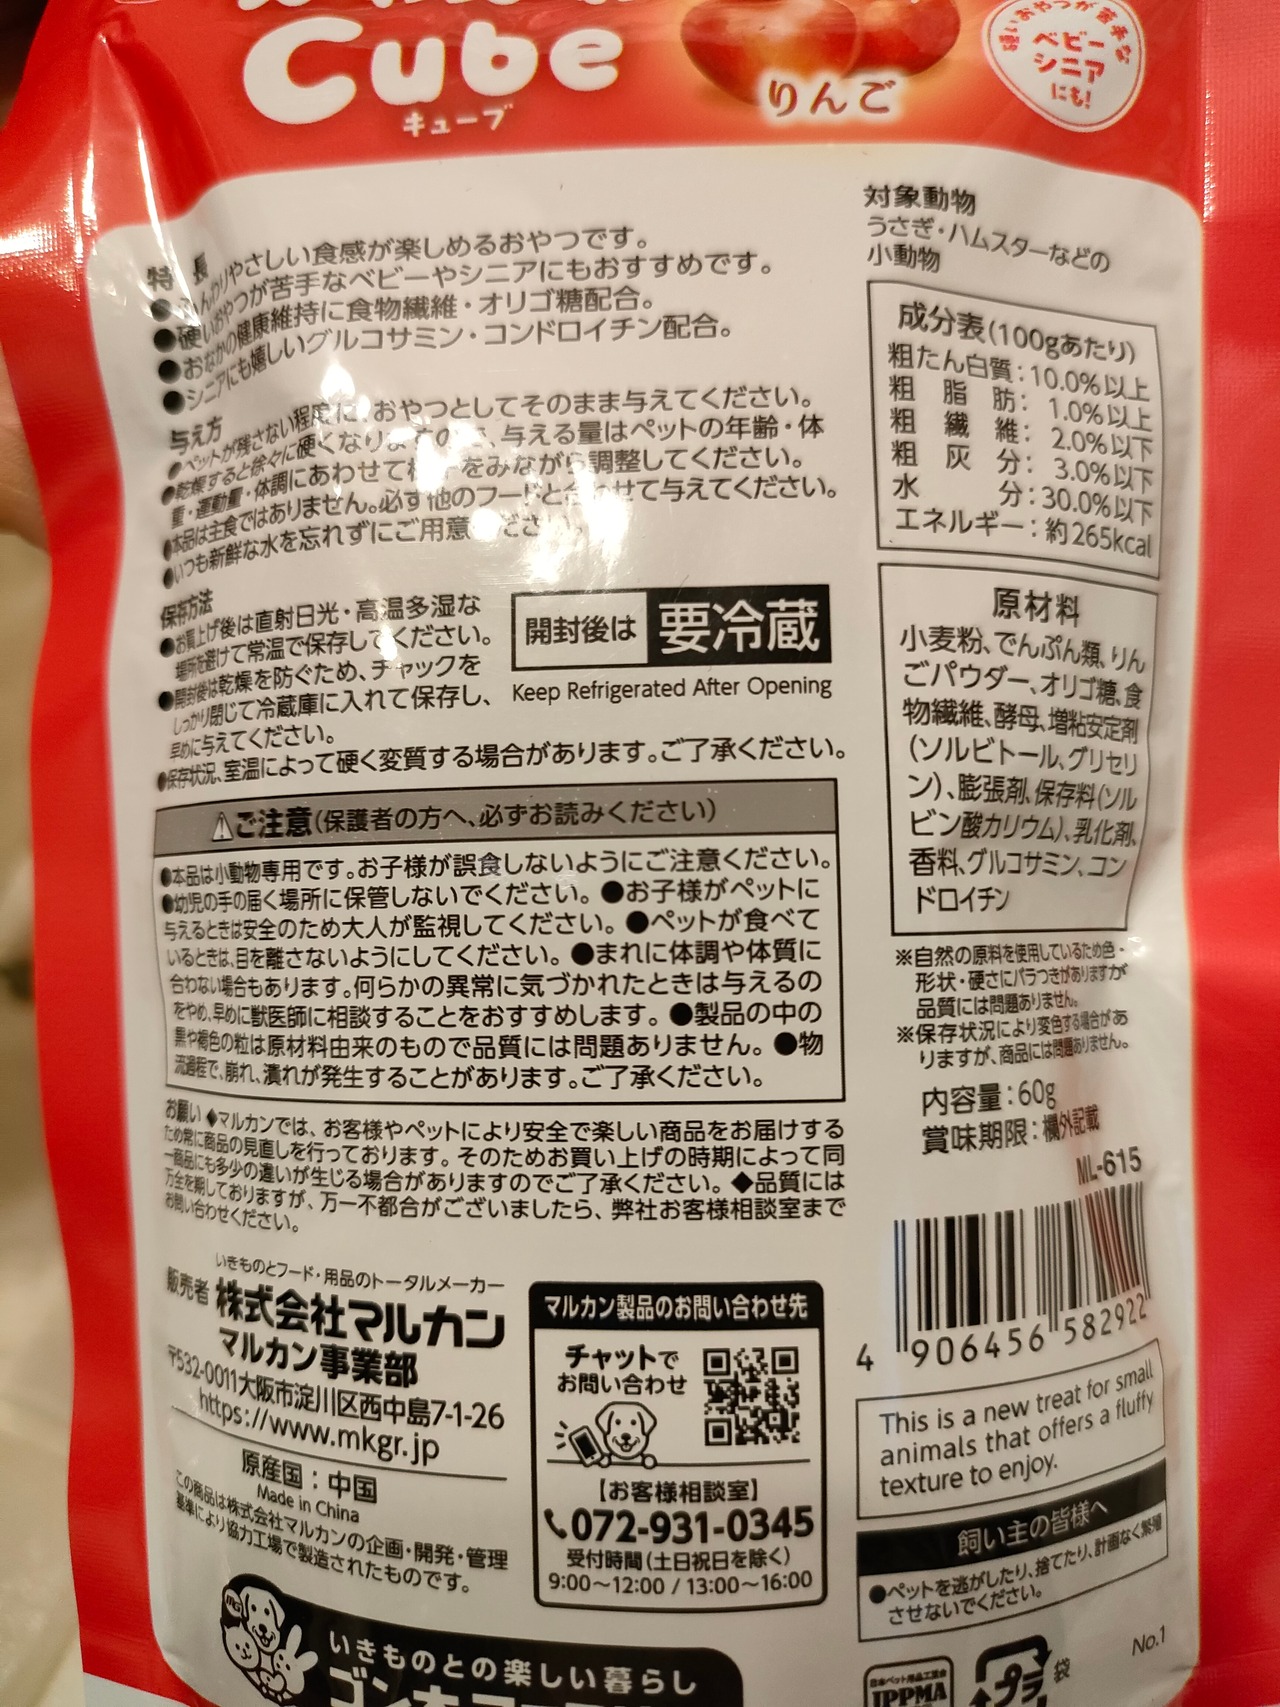 Cube
キューブ
りんご
硬いおやつが苦手な
ベビー
シニア
にも!
特 長
●ふんわりやさしい食感が楽しめるおやつです。
●硬いおやつが苦手なベビーやシニアにもおすすめです。
●おなかの健康維持に食物繊維・オリゴ糖配合。
●シニアにも嬉しいグルコサミン・コンドロイチン配合。
与え方
●ペットが残さない程度に、おやつとしてそのまま与えてください。
●乾燥すると徐々に硬くなりますので、与える量はペットの年齢・体
重・運動量・体調にあわせて様子をみながら調整してください。
●本品は主食ではありません。必ず他のフードと合わせて与えてください。
●いつも新鮮な水を忘れずにご用意ください。
保存方法
●お買上げ後は直射日光・高温多湿な
場所を避けて常温で保存してください。
●開封後は乾燥を防ぐため、チャックを
しっかり閉じて冷蔵庫に入れて保存し、
早めに与えてください。
●保存状況、室温によって硬く変質する場合があります。ご了承ください。
開封後は 要冷蔵
Keep Refrigerated After Opening
⚠ご注意(保護者の方へ、必ずお読みください)
●本品は小動物専用です。お子様が誤食しないようにご注意ください。
●幼児の手の届く場所に保管しないでください。●お子様がペットに
与えるときは安全のため大人が監視してください。●ペットが食べて
いるときは、目を離さないようにしてください。●まれに体調や体質に
合わない場合もあります。何らかの異常に気づかれたときは与えるの
をやめ、早めに獣医師に相談することをおすすめします。●製品の中の
黒や褐色の粒は原材料由来のもので品質には問題ありません。●物
流過程で、崩れ、潰れが発生することがあります。ご了承ください。
お願い ◆マルカンでは、お客様やペットにより安全で楽しい商品をお届けする
ため常に商品の見直しを行っております。そのためお買い上げの時期によって同
一商品にも多少の違いが生じる場合がありますのでご了承ください。◆品質には
万全を期しておりますが、万一不都合がございましたら、弊社お客様相談室まで
お問い合わせください。
いきものとフード・用品のトータルメーカー
販売者 株式会社マルカン
マルカン事業部
〒532-0011大阪市淀川区西中島7-1-26
https://www.mkgr.jp
原産国:中国
Made in China
この商品は株式会社マルカンの企画・開発・管理
基準により協力工場で製造されたものです。
マルカン製品のお問い合わせ先
チャットで
お問い合わせ
【お客様相談室】
072-931-0345
受付時間(土日祝日を除く)
9:00〜12:00 / 13:00〜16:00
いきものとの楽しい暮らし
対象動物
うさぎ・ハムスターなどの
小動物
成分表(100gあたり)
粗たん白質:10.0%以上
粗 脂 肪: 1.0%以上
粗 繊 維: 2.0%以下
粗 灰 分: 3.0%以下
水 分:30.0%以下
エネルギー:約265kcal
原材料
小麦粉、でんぷん類、りん
ごパウダー、オリゴ糖、食
物繊維、酵母、増粘安定剤
(ソルビトール、グリセリ
ン)、膨張剤、保存料(ソル
ビン酸カリウム)、乳化剤、
香料、グルコサミン、コン
ドロイチン
※自然の原料を使用しているため色・
形状・硬さにバラつきがありますが
品質には問題ありません。
※保存状況により変色する場合があ
りますが、商品には問題ありません。
内容量:60g
賞味期限:欄外記載
ML-615
4 906456 582922
This is a new treat for small
animals that offers a fluffy
texture to enjoy.
飼い主の皆様へ
●ペットを逃がしたり、捨てたり、計画なく繁殖
させないでください。
No.1
日本ペット用品工業会
JPPMA
プラ
袋